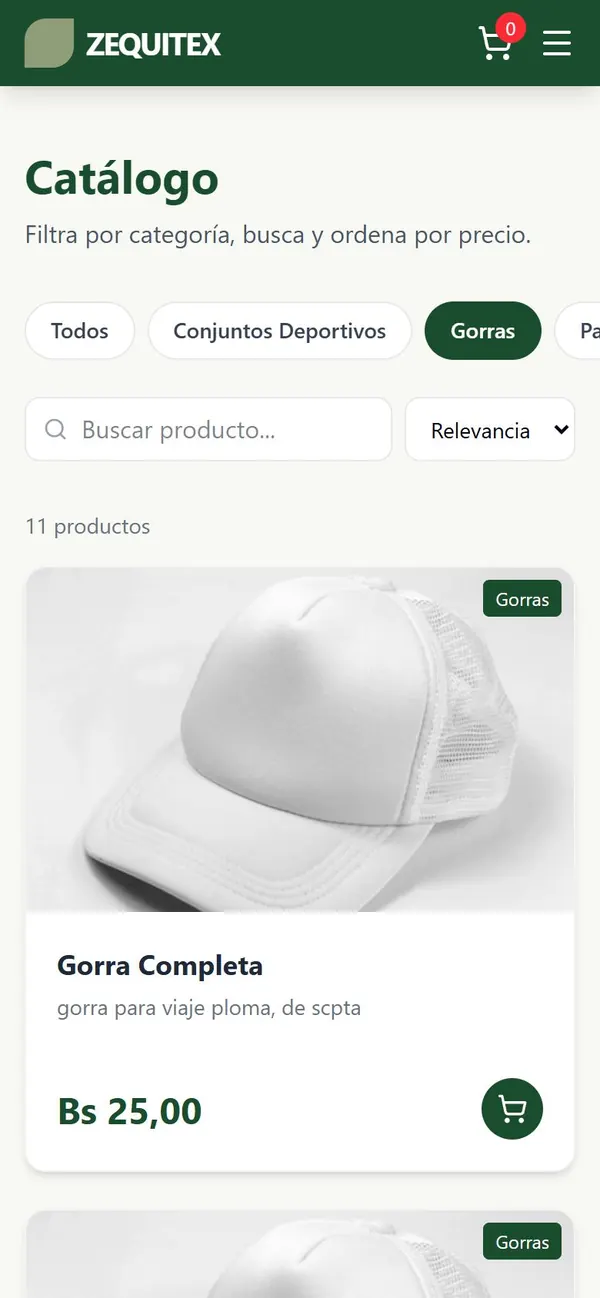 ZEQUITEX
0
Catálogo
Filtra por categoría, busca y ordena por precio.
Todos
Conjuntos Deportivos
Gorras
Pa
Buscar producto...
Relevancia
11 productos
Gorras
Gorra Completa
gorra para viaje ploma, de scpta
Bs 25,00
Gorras